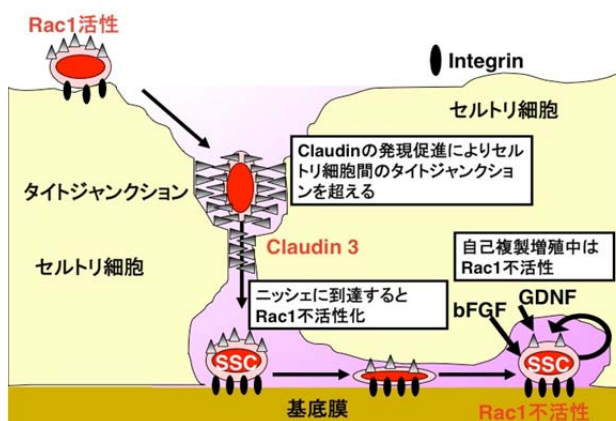 Rac1活性
Integrin
セルトリ細胞
Claudinの発現促進によりセル
トリ細胞間のタイトジャンクショ
ンを超える
タイトジャンクション
Claudin 3
セルトリ細胞
自己複製増殖中は
Rac1不活性
ニッシェに到達すると
Rac1不活性化
bFGF
GDNF
SSC
SSC
基底膜
Rac1不活性